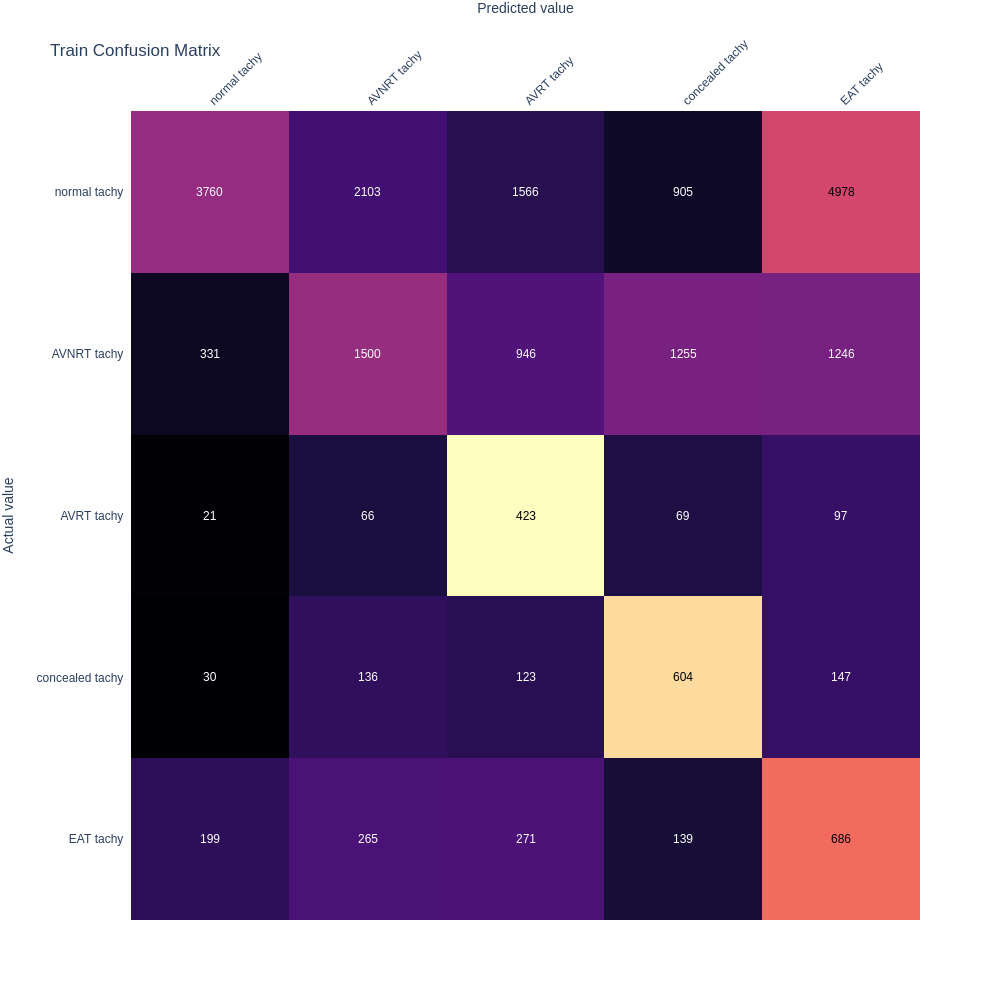 Predicted value
Train Confusion Matrix
normal tachy
AVNRT tachy
AVRT tachy
concealed tachy
EAT tachy
normal tachy 3760 2103 1566 905 4978
AVNRT tachy 331 1500 946 1255 1246
AVRT tachy 21 66 423 69 97
concealed tachy 30 136 123 604 147
EAT tachy 199 265 271 139 686
Actual value